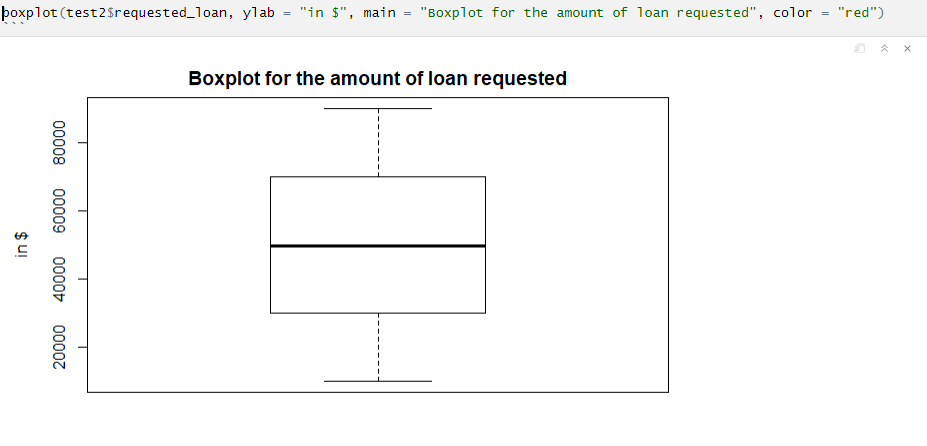 boxplot(test2$requested_loan, ylab = "in $", main = "Boxplot for the amount of loan requested", color = "red")
```
Boxplot for the amount of loan requested
80000
60000
40000
20000
in $